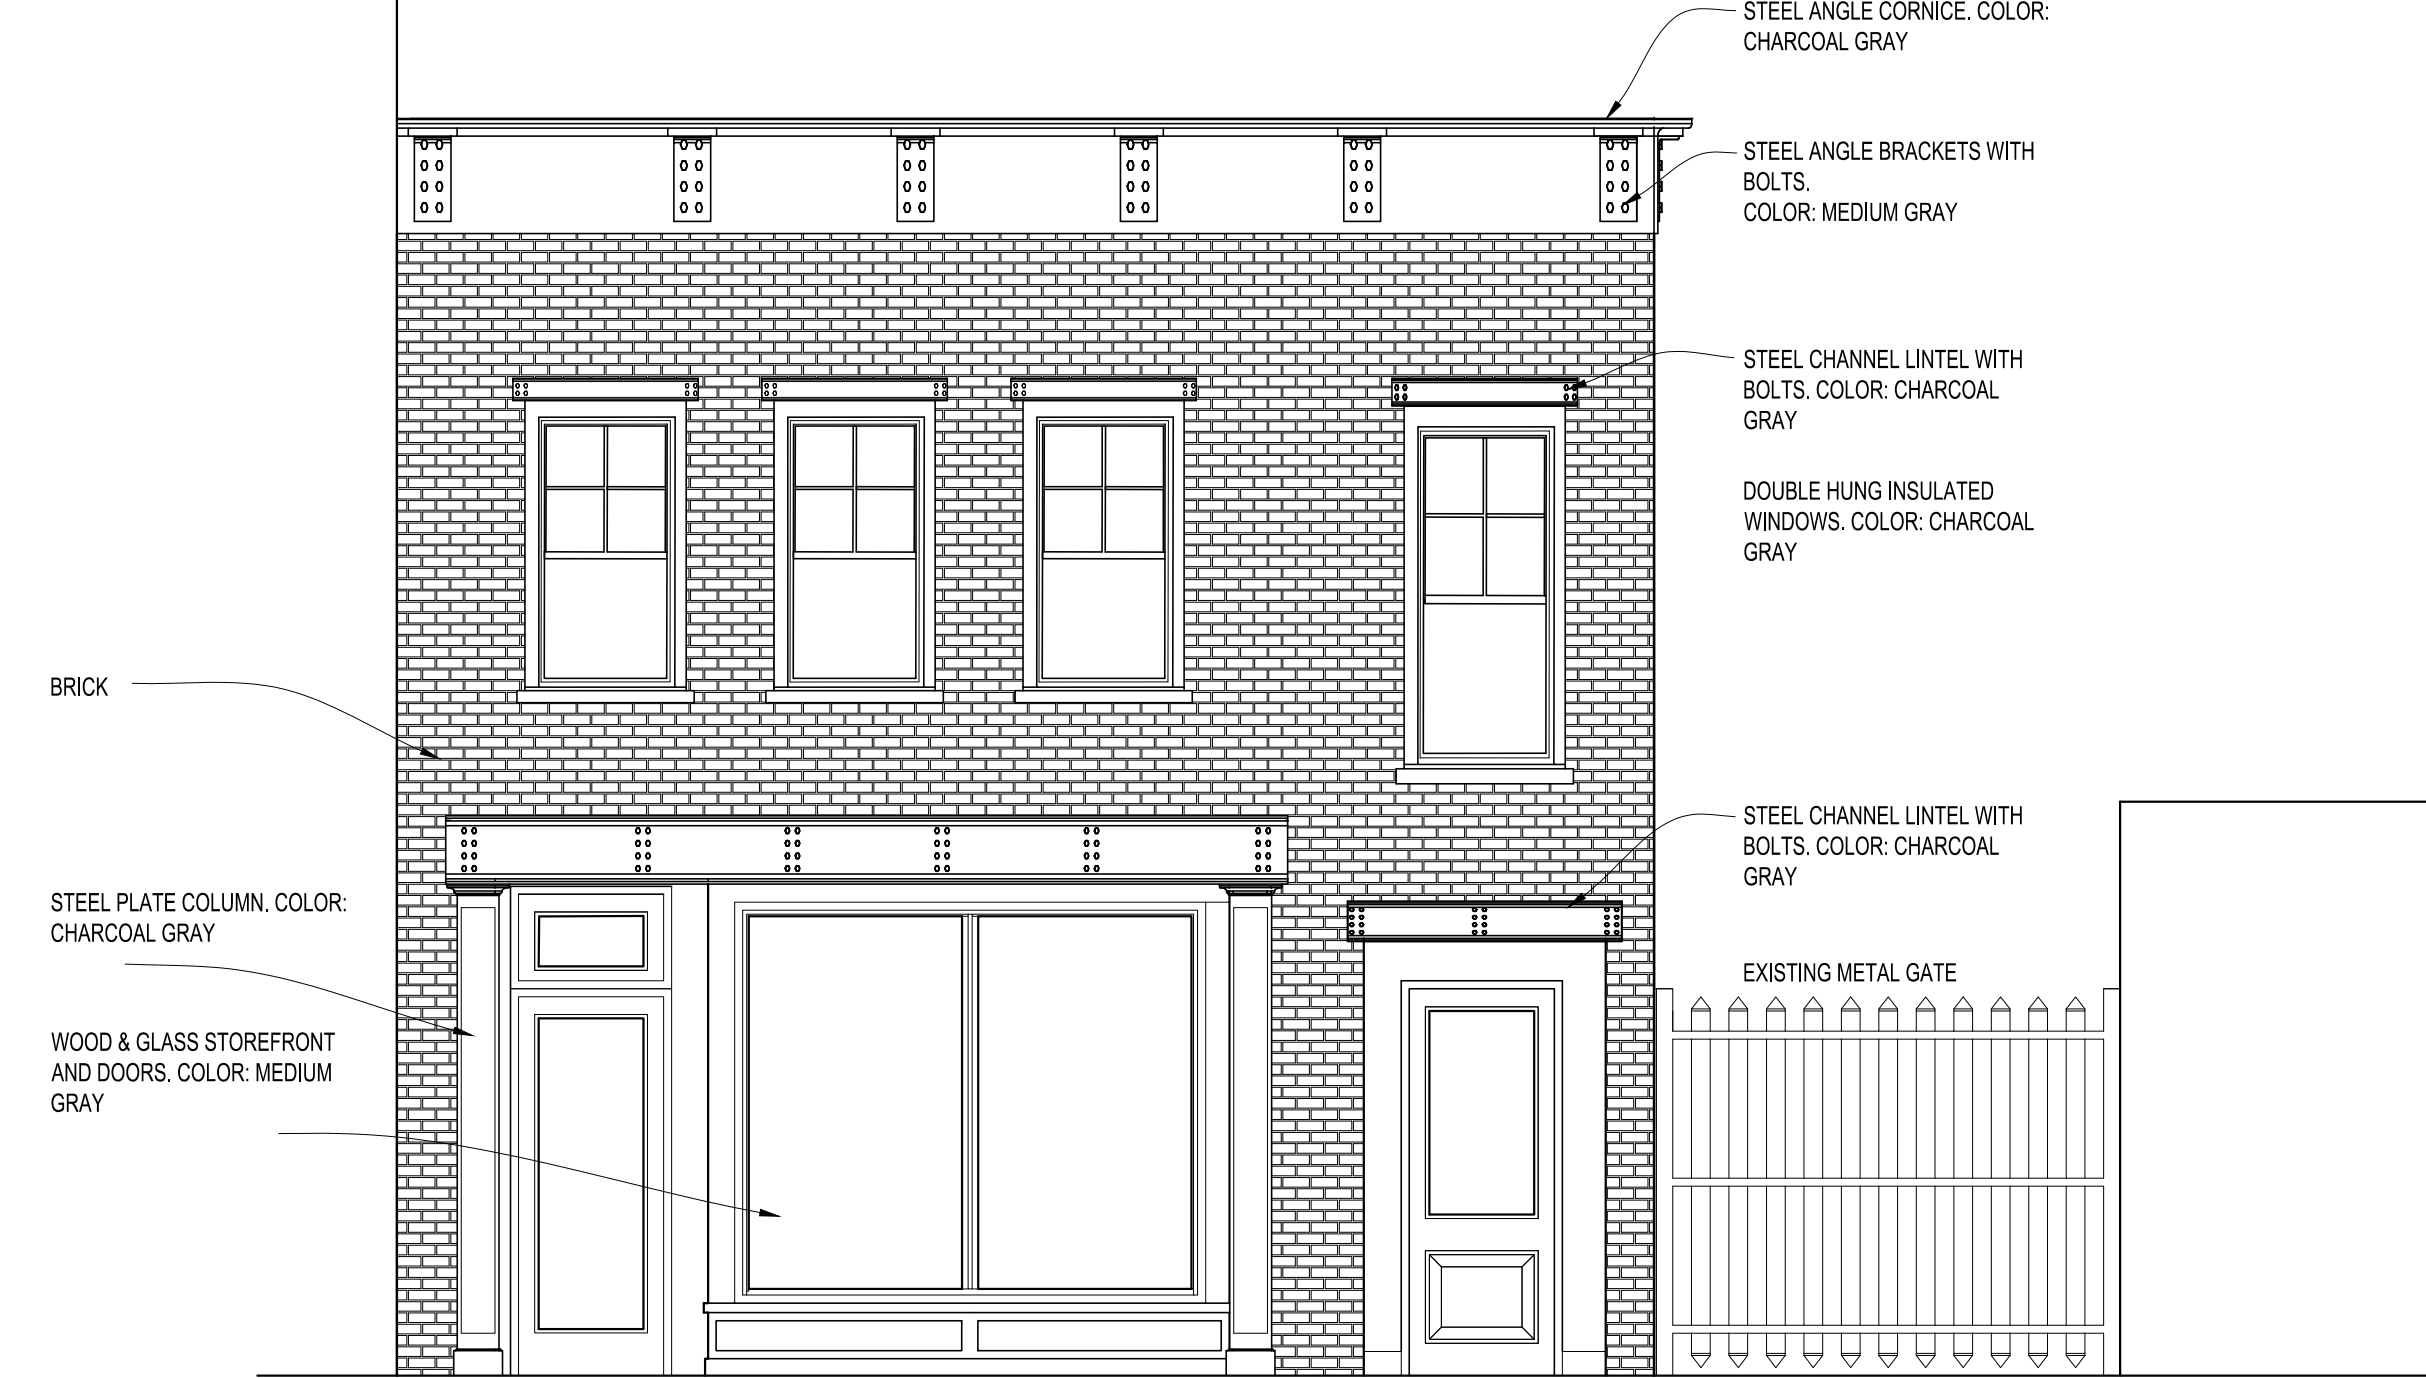 STEEL ANGLE CORNICE. COLOR:
CHARCOAL GRAY
STEEL ANGLE BRACKETS WITH
BOLTS.
COLOR: MEDIUM GRAY
STEEL CHANNEL LINTEL WITH
BOLTS. COLOR: CHARCOAL
GRAY
DOUBLE HUNG INSULATED
WINDOWS. COLOR: CHARCOAL
GRAY
BRICK
STEEL CHANNEL LINTEL WITH
BOLTS. COLOR: CHARCOAL
GRAY
STEEL PLATE COLUMN. COLOR:
CHARCOAL GRAY
EXISTING METAL GATE
WOOD & GLASS STOREFRONT
AND DOORS. COLOR: MEDIUM
GRAY